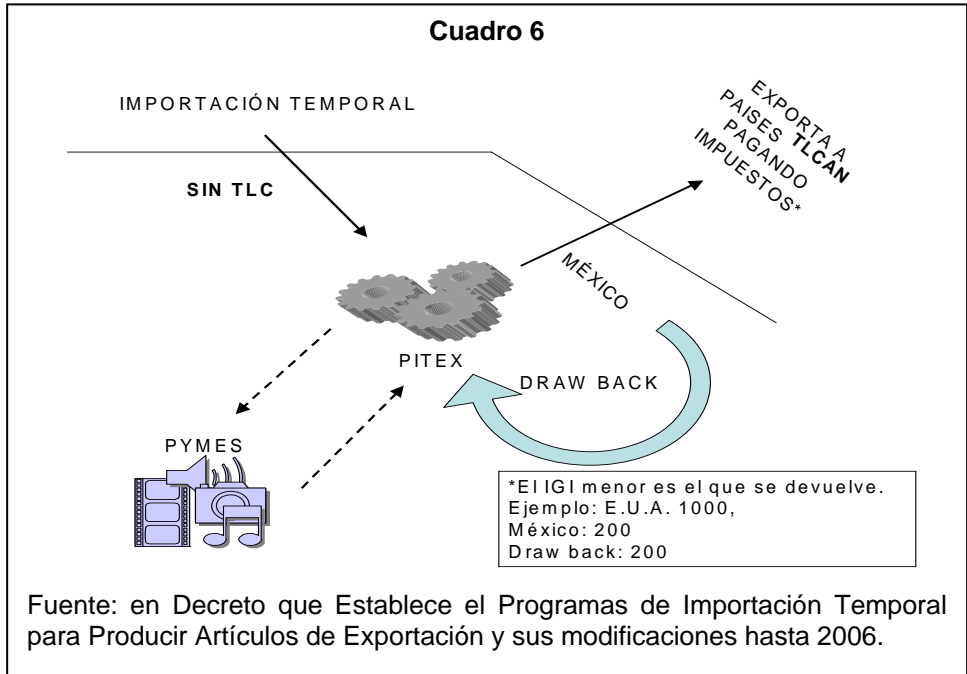 Cuadro 6
IMPORTACIÓN TEMPORAL
SIN TLC
EXPORTA A
PAISES TLCAN
PAGANDO
IMPUESTOS*
MÉXICO
PITEX
DRAW BACK
PYMES
*El IGI menor es el que se devuelve.
Ejemplo: E.U.A. 1000,
México: 200
Draw back: 200
Fuente: en Decreto que Establece el Programas de Importación Temporal
para Producir Artículos de Exportación y sus modificaciones hasta 2006.